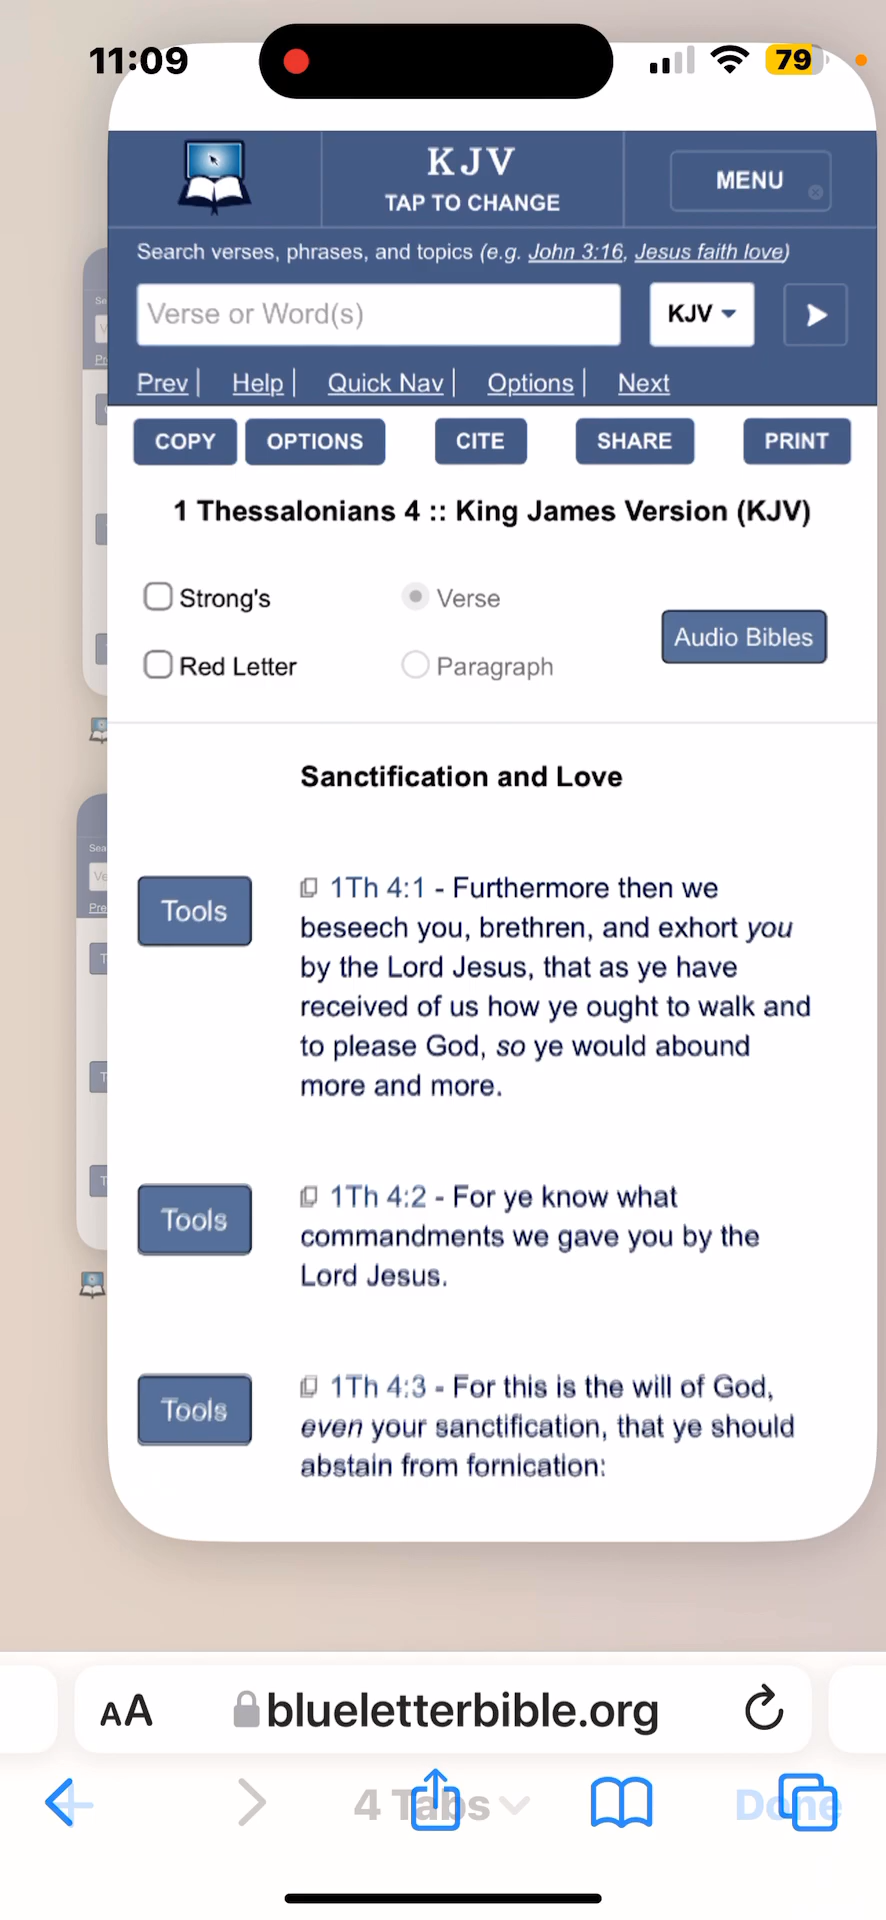 11:09
79
KJV
TAP TO CHANGE
MENU
Search verses, phrases, and topics (e.g. John 3:16, Jesus faith love)
Verse or Word(s)
KJV
Prev | Help | Quick Nav | Options | Next
COPY OPTIONS CITE SHARE PRINT
1 Thessalonians 4 :: King James Version (KJV)
Strong's Verse
Audio Bibles
Red Letter Paragraph
Sanctification and Love
Tools
1Th 4:1 - Furthermore then we
beseech you, brethren, and exhort you
by the Lord Jesus, that as ye have
received of us how ye ought to walk and
to please God, so ye would abound
more and more.
Tools
1Th 4:2 - For ye know what
commandments we gave you by the
Lord Jesus.
Tools
1Th 4:3 - For this is the will of God,
even your sanctification, that ye should
abstain from fornication:
Sea
Ve
Pre
T
T
T
AA blueletterbible.org
4 Tabs Done